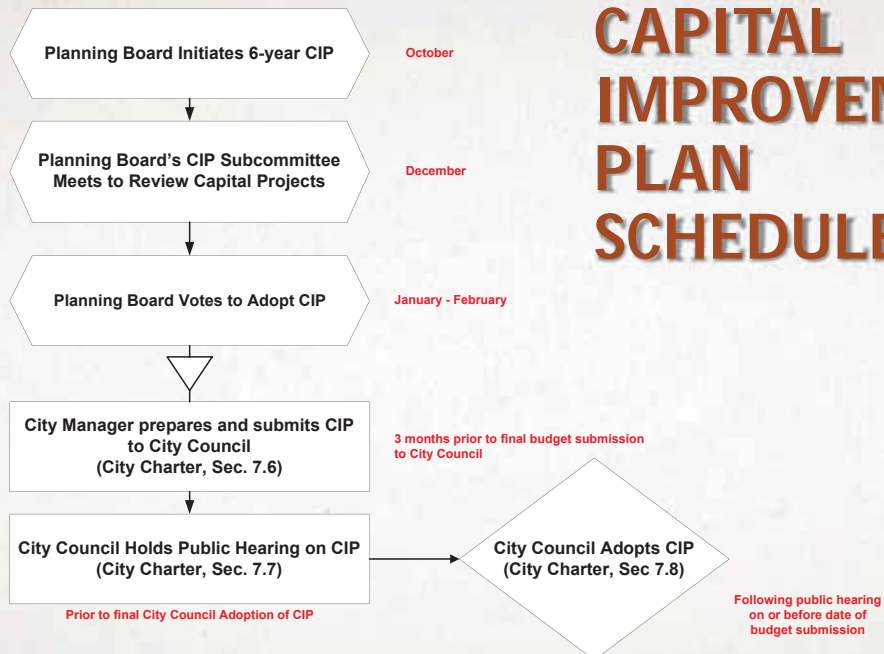 CAPITAL
IMPROVEM
PLAN
SCHEDULE
Planning Board Initiates 6-year CIP
October
Planning Board’s CIP Subcommittee
Meets to Review Capital Projects
December
Planning Board Votes to Adopt CIP
January - February
City Manager prepares and submits CIP
to City Council
(City Charter, Sec. 7.6)
3 months prior to final budget submission
to City Council
City Council Holds Public Hearing on CIP
(City Charter, Sec. 7.7)
Prior to final City Council Adoption of CIP
City Council Adopts CIP
(City Charter, Sec 7.8)
Following public hearing
on or before date of
budget submission